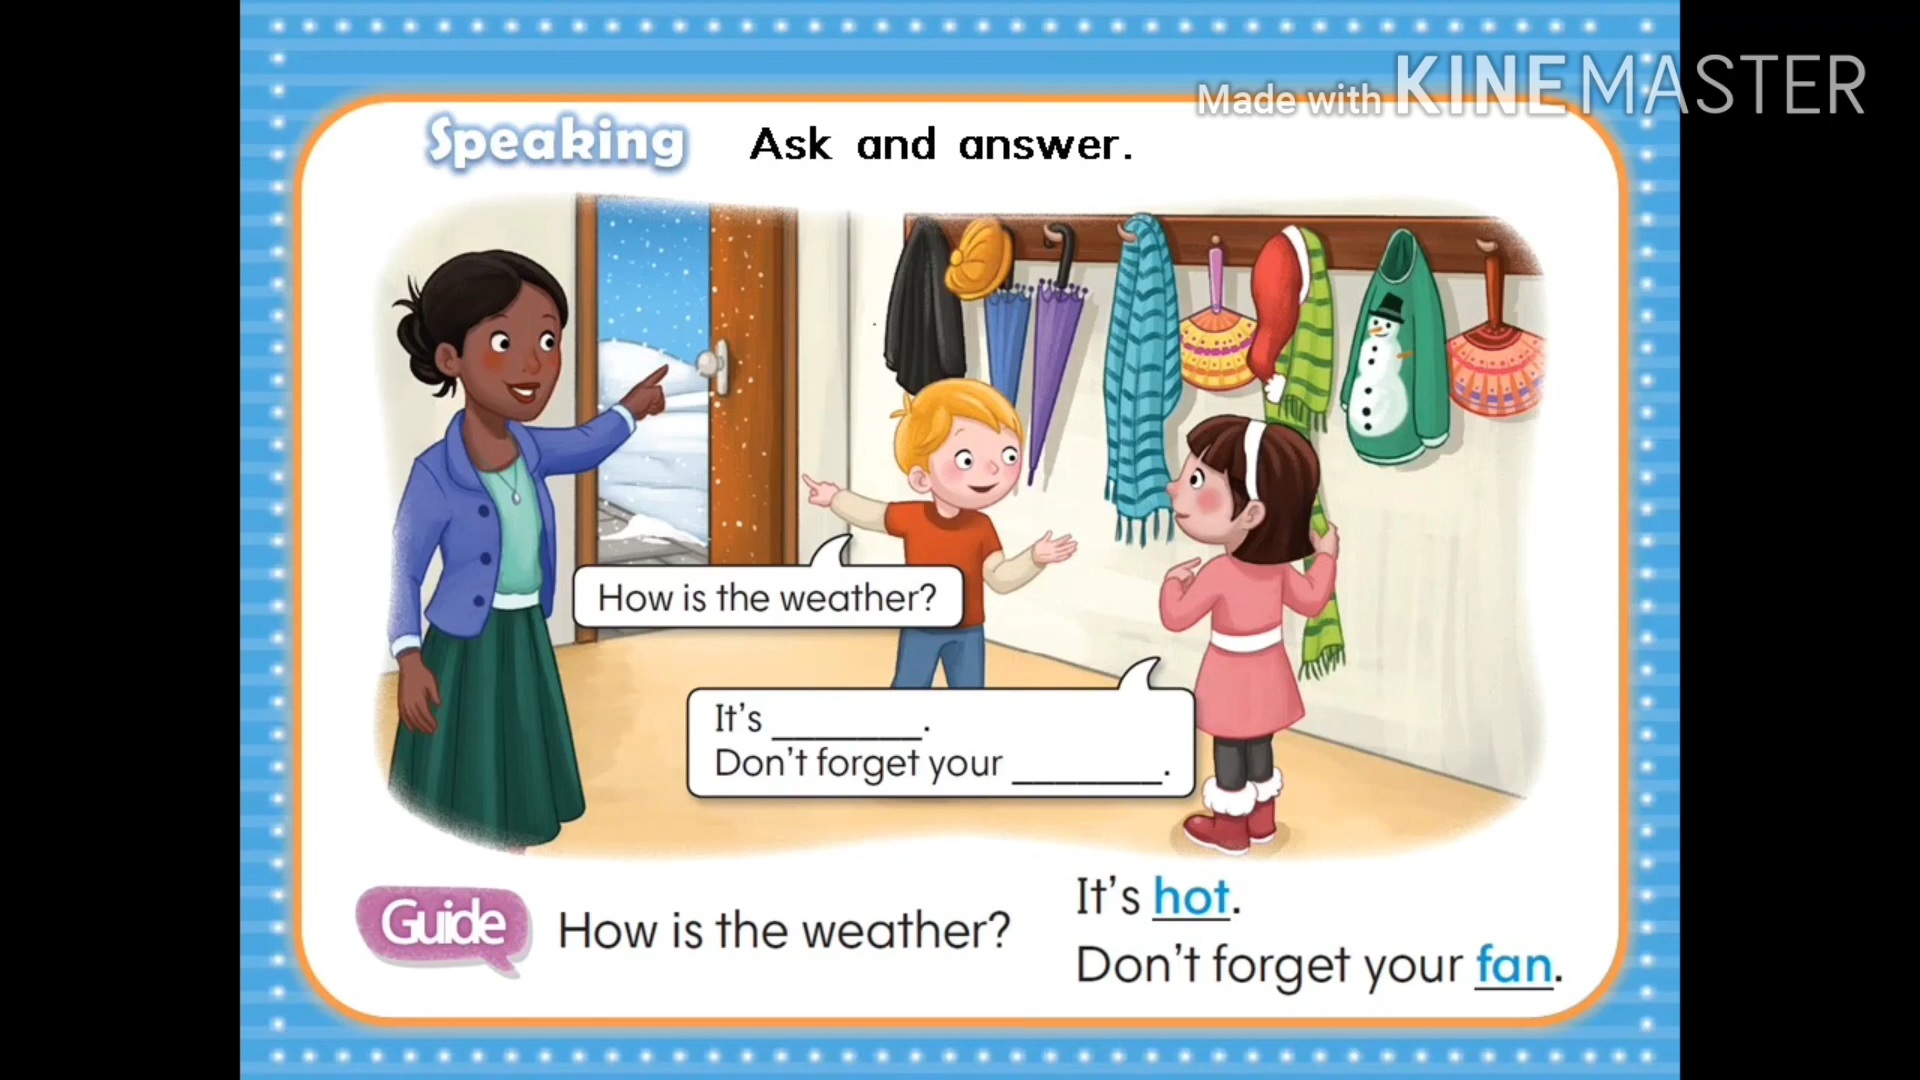 Made with KINEMASTER
Speaking Ask and answer.
How is the weather?
It's ________.
Don't forget your ________.
Guide How is the weather?
It's hot.
Don't forget your fan.